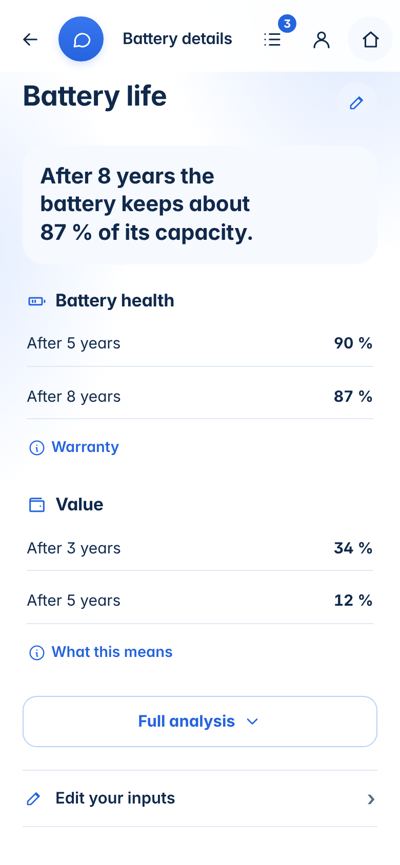 Battery details
3
Battery life
After 8 years the
battery keeps about
87 % of its capacity.
Battery health
After 5 years 90 %
After 8 years 87 %
Warranty
Value
After 3 years 34 %
After 5 years 12 %
What this means
Full analysis
Edit your inputs